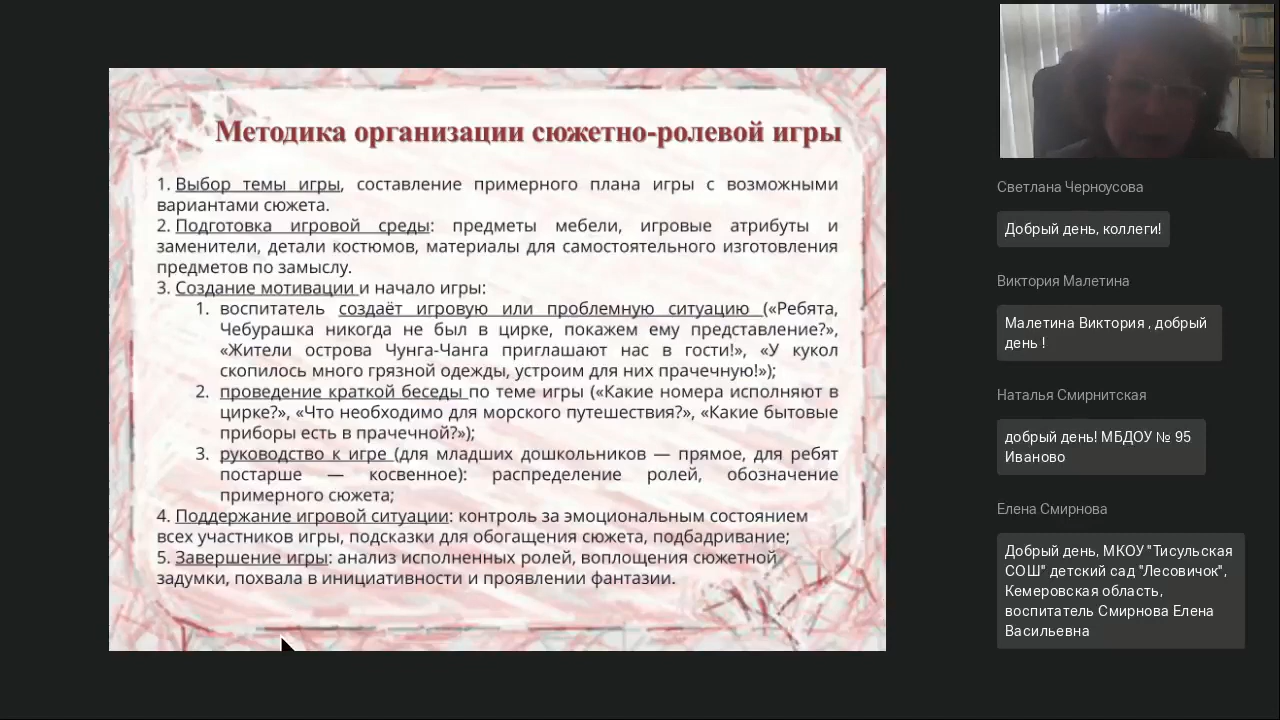 Методика организации сюжетно-ролевой игры
1. Выбор темы игры, составление примерного плана игры с возможными
вариантами сюжета.
2. Подготовка игровой среды: предметы мебели, игровые атрибуты и
заменители, детали костюмов, материалы для самостоятельного изготовления
предметов по замыслу.
3. Создание мотивации и начало игры:
1. воспитатель создаёт игровую или проблемную ситуацию («Ребята,
Чебурашка никогда не был в цирке, покажем ему представление?»,
«Жители острова Чунга-Чанга приглашают нас в гости!», «У кукол
скопилось много грязной одежды, устроим для них прачечную!»);
2. проведение краткой беседы по теме игры («Какие номера исполняют в
цирке?», «Что необходимо для морского путешествия?», «Какие бытовые
приборы есть в прачечной?»);
3. руководство к игре (для младших дошкольников — прямое, для ребят
постарше — косвенное): распределение ролей, обозначение
примерного сюжета;
4. Поддержание игровой ситуации: контроль за эмоциональным состоянием
всех участников игры, подсказки для обогащения сюжета, подбадривание;
5. Завершение игры: анализ исполненных ролей, воплощения сюжетной
задумки, похвала в инициативности и проявлении фантазии.
Светлана Черноусова
Добрый день, коллеги!
Виктория Малетина
Малетина Виктория , добрый
день !
Наталья Смирнитская
добрый день! МБДОУ № 95
Иваново
Елена Смирнова
Добрый день, МКОУ "Тисульская
СОШ" детский сад "Лесовичок",
Кемеровская область,
воспитатель Смирнова Елена
Васильевна